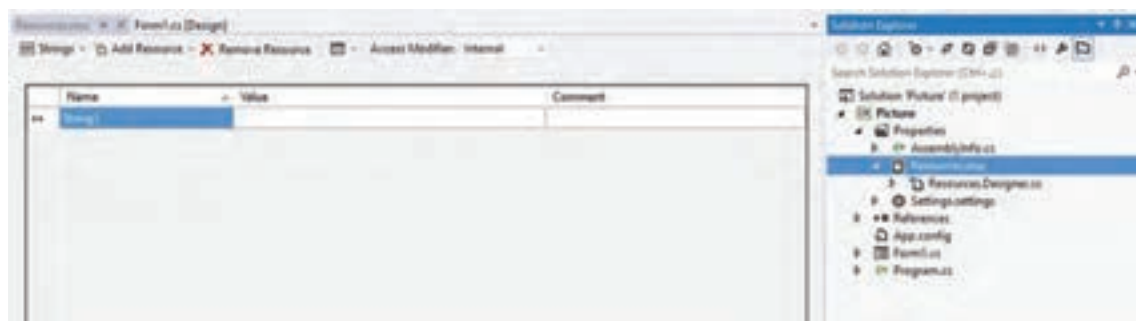 Resources.resx Form1.cs [Design]
Strings Add Resource Remove Resource Access Modifier: Internal
Name Value Comment
String1
Solution Explorer
Search Solution Explorer (Ctrl+;)
Solution 'Picture' (1 project)
Picture
Properties
AssemblyInfo.cs
Resources.resx
Resources.Designer.cs
Settings.settings
References
App.config
Form1.cs
Program.cs